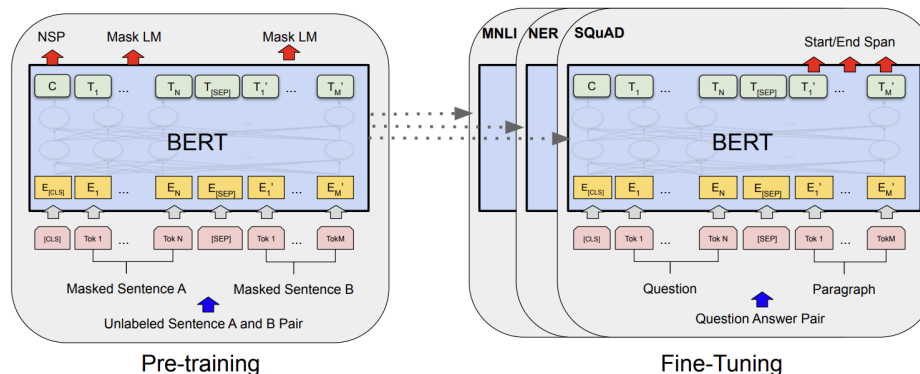 NSP Mask LM Mask LM
C T1 ... TN T[SEP] T1' ... TM'
BERT
E[CLS] E1 ... EN E[SEP] E1' ... EM'
[CLS] Tok 1 ... Tok N [SEP] Tok 1 ... TokM
Masked Sentence A Masked Sentence B
Unlabeled Sentence A and B Pair
Pre-training
MNLI NER SQuAD
Start/End Span
C T1 ... TN T[SEP] T1' ... TM'
BERT
E[CLS] E1 ... EN E[SEP] E1' ... EM'
[CLS] Tok 1 ... Tok N [SEP] Tok 1 ... TokM
Question Paragraph
Question Answer Pair
Fine-Tuning